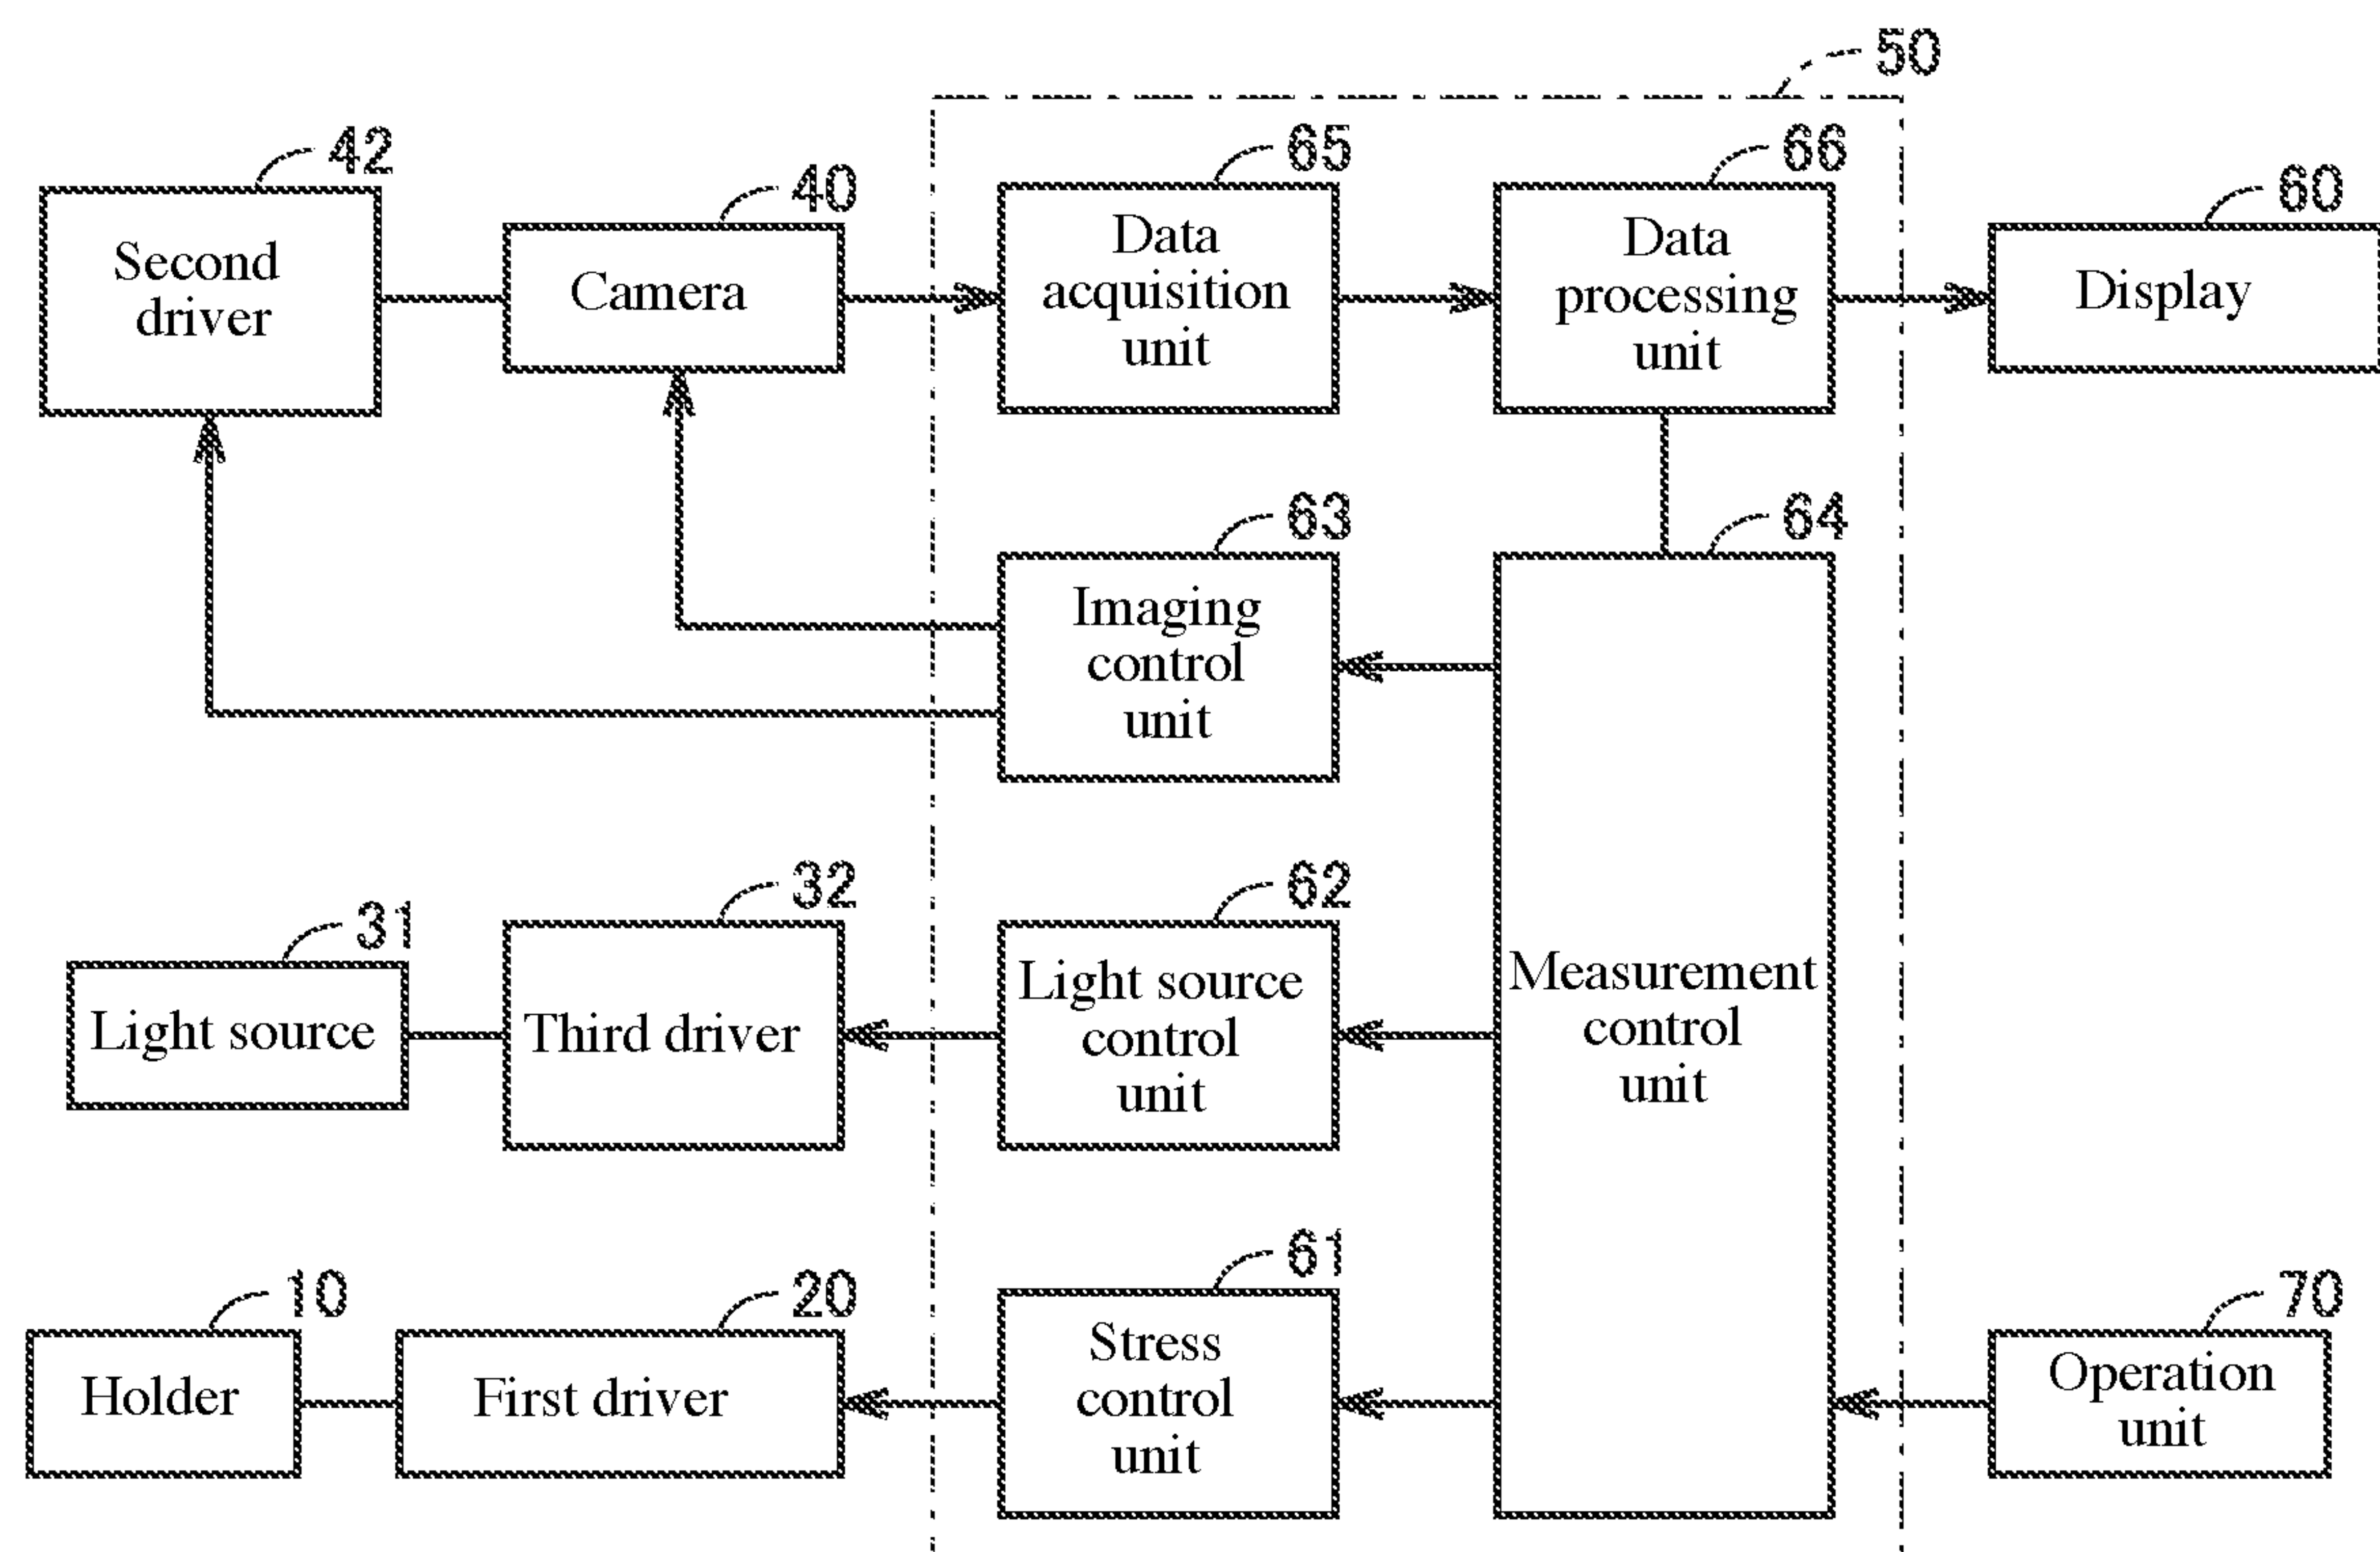 50
42
40
65
66
60
Second
driver
Camera
Data
acquisition
unit
Data
processing
unit
Display
63
64
Imaging
control
unit
Measurement
control
unit
31
32
62
Light source
Third driver
Light source
control
unit
10
20
61
70
Holder
First driver
Stress
control
unit
Operation
unit